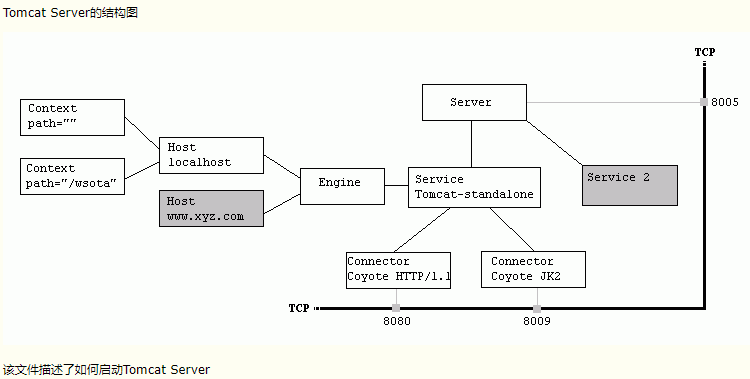 Tomcat Server的结构图
TCP
Server
8005
Context
path=""
Host
localhost
Context
path="/wsota"
Engine
Service
Tomcat-standalone
Service 2
Host
www.xyz.com
Connector
Coyote HTTP/1.1
Connector
Coyote JK2
TCP
8080
8009
该文件描述了如何启动Tomcat Server